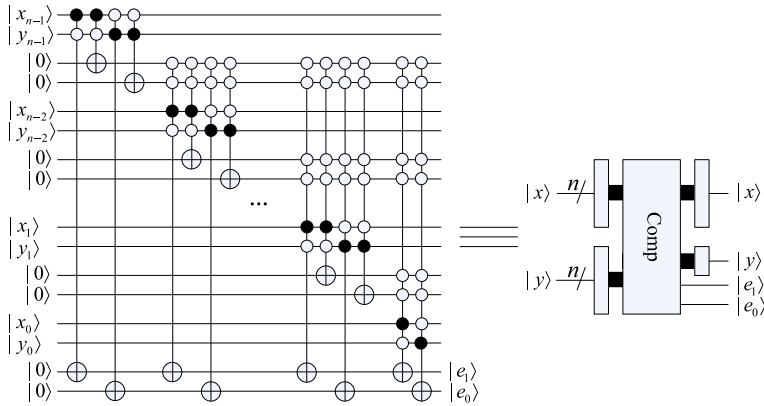 |x_{n-1}⟩
|y_{n-1}⟩
|0⟩
|0⟩
|x_{n-2}⟩
|y_{n-2}⟩
|0⟩
|0⟩
...
|x_1⟩
|y_1⟩
|0⟩
|0⟩
|x_0⟩
|y_0⟩
|0⟩ |e_1⟩
|0⟩ |e_0⟩
|x⟩ n/ |x⟩
Comp
|y⟩ n/ |y⟩
|e_1⟩
|e_0⟩